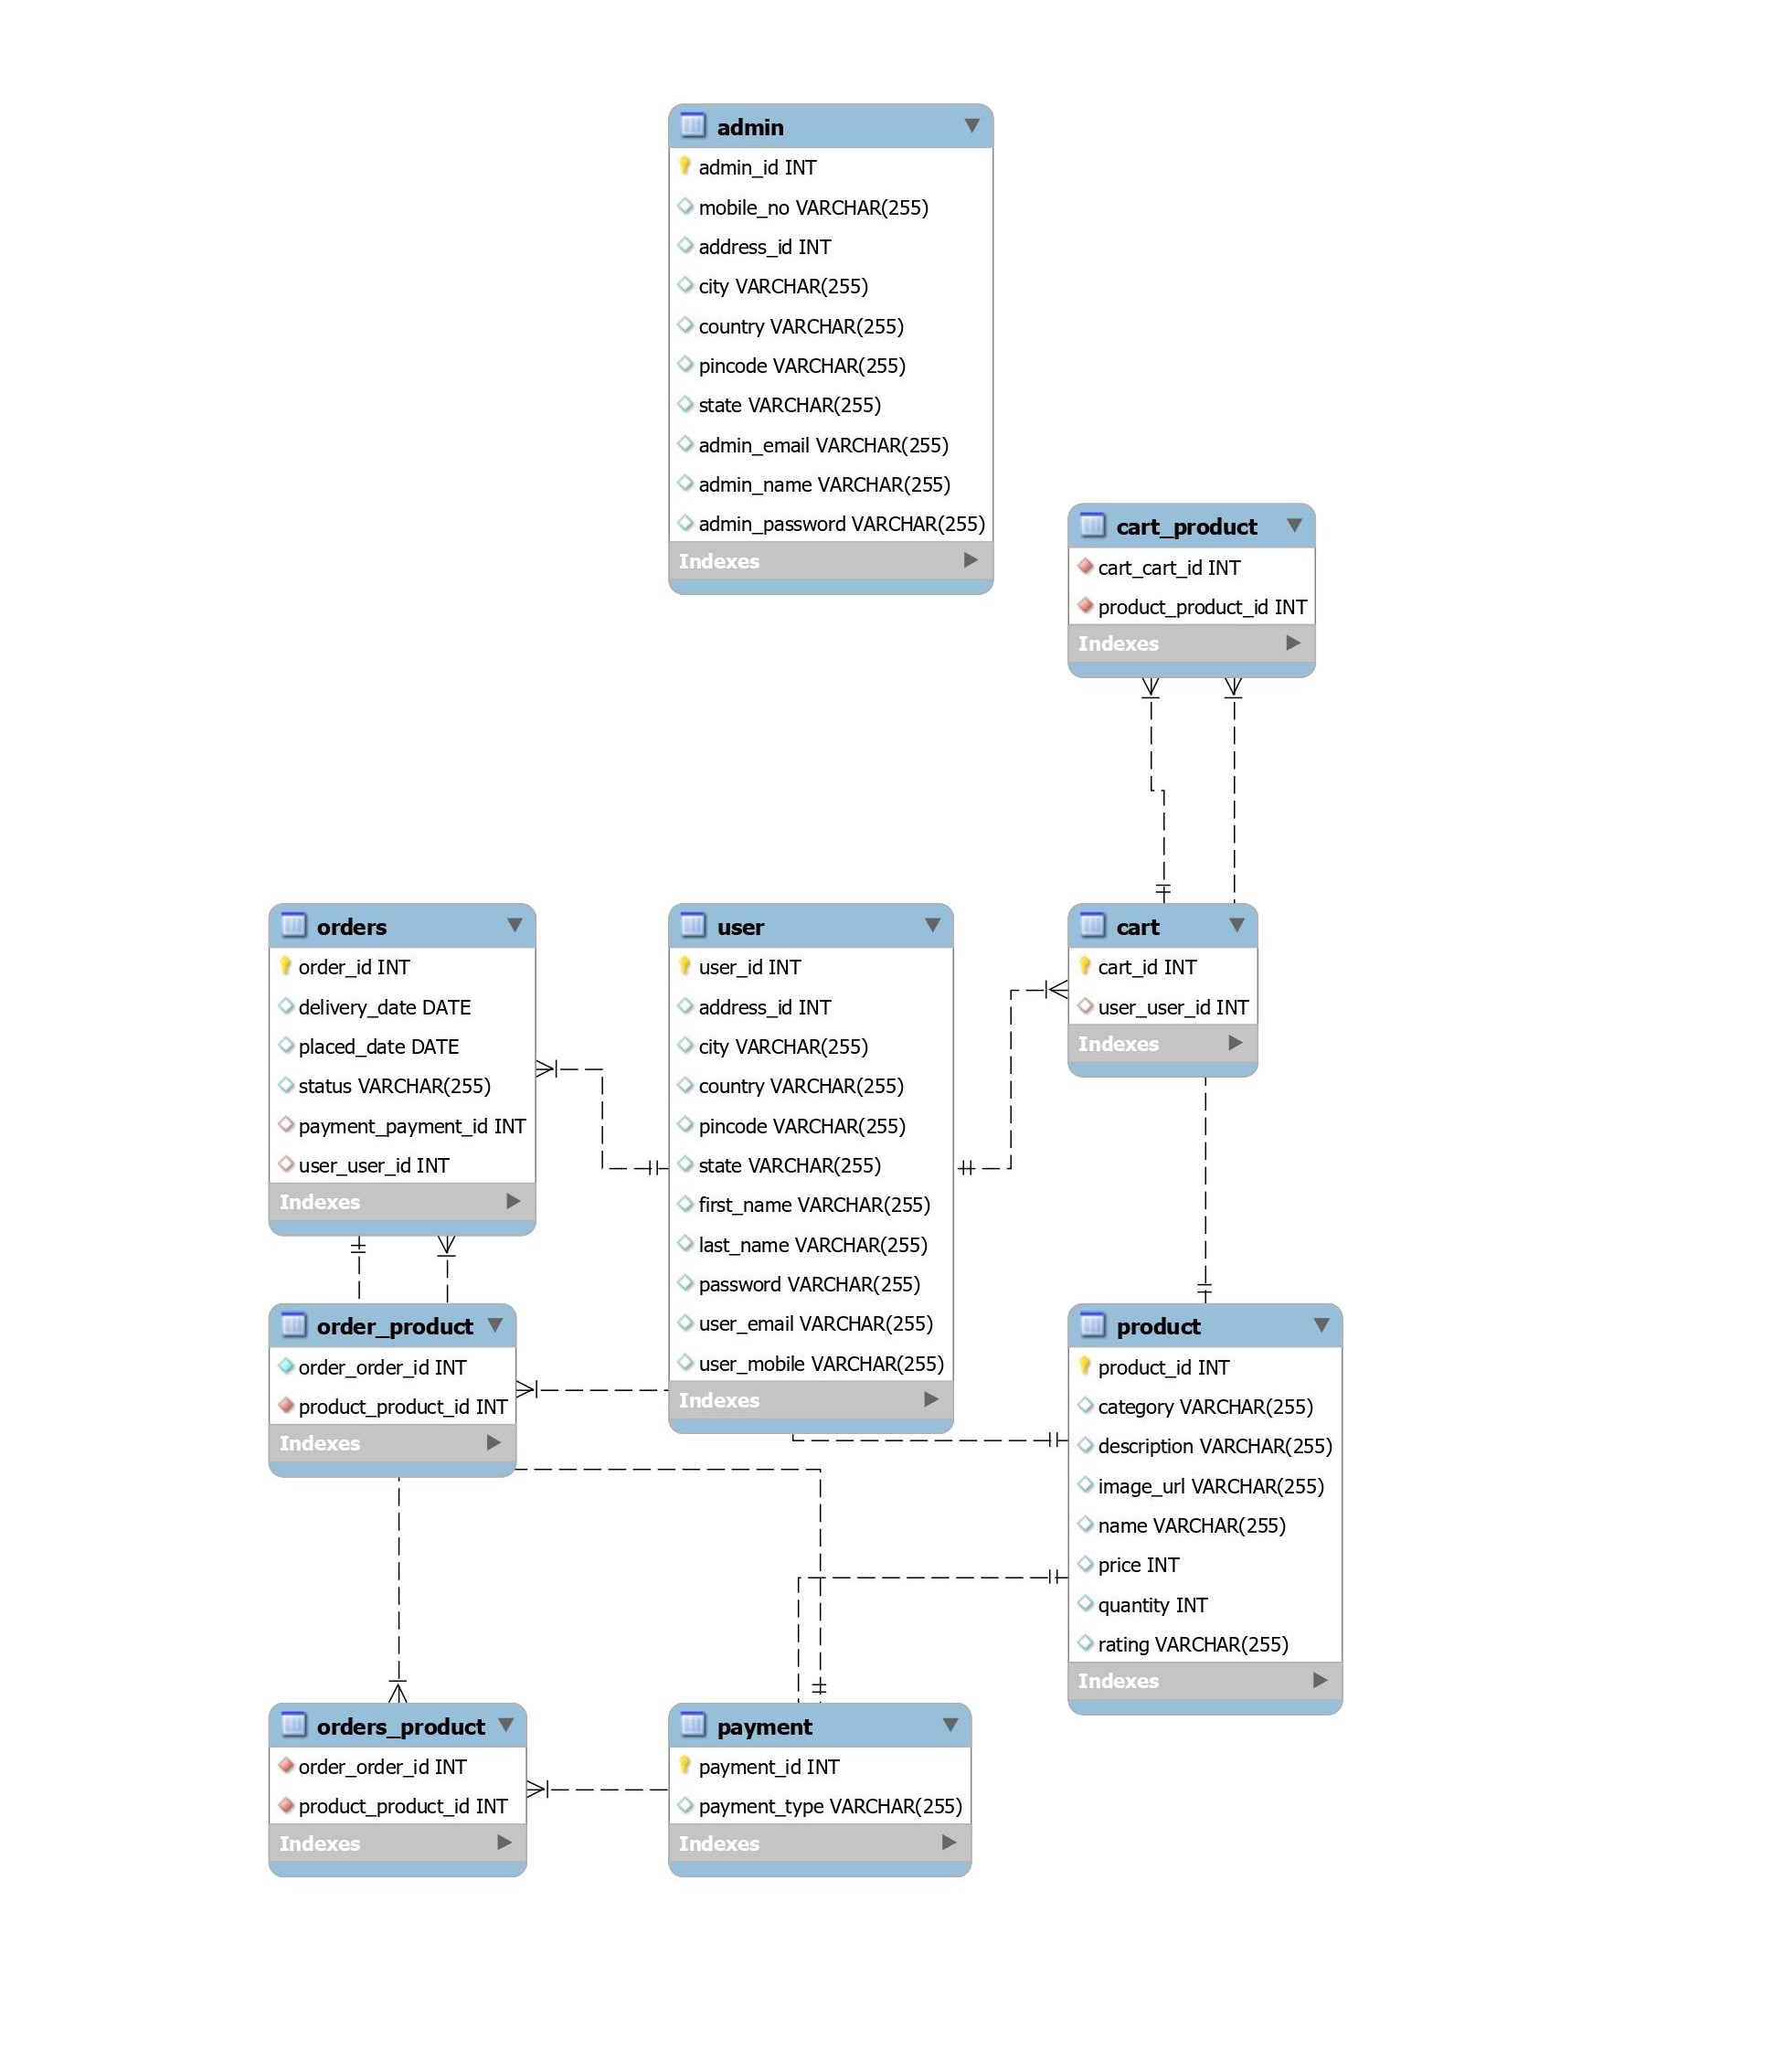 admin
admin_id INT
mobile_no VARCHAR(255)
address_id INT
city VARCHAR(255)
country VARCHAR(255)
pincode VARCHAR(255)
state VARCHAR(255)
admin_email VARCHAR(255)
admin_name VARCHAR(255)
admin_password VARCHAR(255)
Indexes
cart_product
cart_cart_id INT
product_product_id INT
Indexes
orders
order_id INT
delivery_date DATE
placed_date DATE
status VARCHAR(255)
payment_payment_id INT
user_user_id INT
Indexes
user
user_id INT
address_id INT
city VARCHAR(255)
country VARCHAR(255)
pincode VARCHAR(255)
state VARCHAR(255)
first_name VARCHAR(255)
last_name VARCHAR(255)
password VARCHAR(255)
user_email VARCHAR(255)
user_mobile VARCHAR(255)
Indexes
cart
cart_id INT
user_user_id INT
Indexes
order_product
order_order_id INT
product_product_id INT
Indexes
product
product_id INT
category VARCHAR(255)
description VARCHAR(255)
image_url VARCHAR(255)
name VARCHAR(255)
price INT
quantity INT
rating VARCHAR(255)
Indexes
orders_product
order_order_id INT
product_product_id INT
Indexes
payment
payment_id INT
payment_type VARCHAR(255)
Indexes